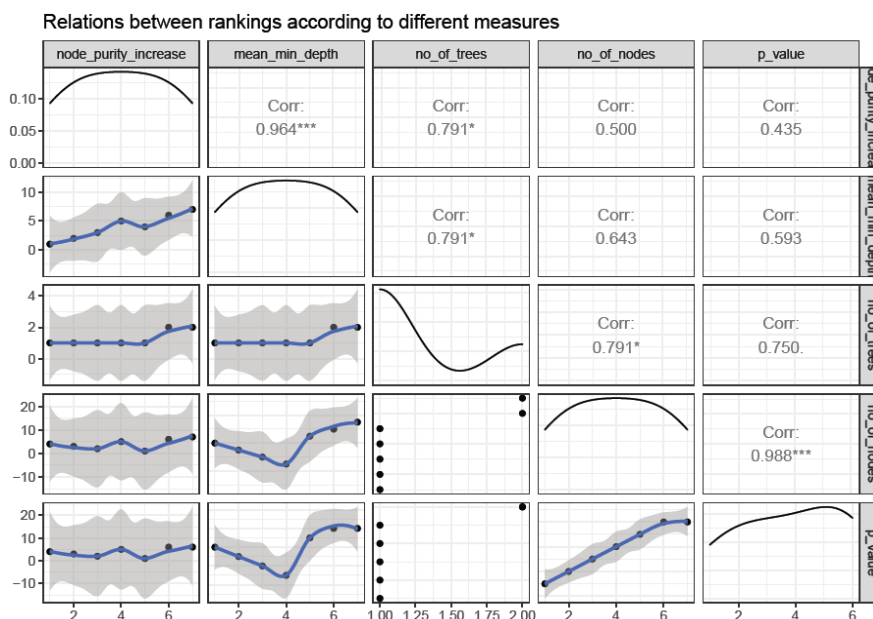 Relations between rankings according to different measures
node_purity_increase mean_min_depth no_of_trees no_of_nodes p_value
Corr: Corr: Corr: Corr:
0.964*** 0.791* 0.500 0.435
0.10
0.05
0.00
Corr: Corr: Corr:
0.791* 0.643 0.593
10
5
0
Corr: Corr:
0.791* 0.750.
4
2
0
no_of_trees
Corr:
0.988***
20
10
0
-10
no_of_nodes
20
10
0
-10
p_value
2 4 6 2 4 6 1.00 1.25 1.50 1.75 2.00 2 4 6 2 4 6